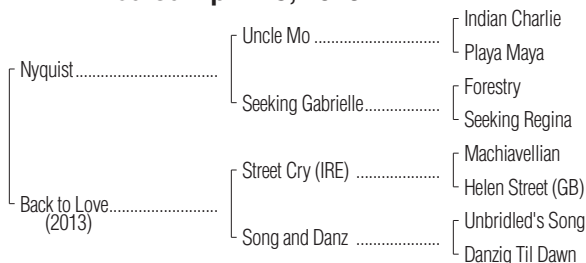 Indian Charlie
Uncle Mo
Playa Maya
Nyquist
Forestry
Seeking Gabrielle
Seeking Regina
Machiavellian
Street Cry (IRE)
Helen Street (GB)
Back to Love
(2013)
Unbridled's Song
Song and Danz
Danzig Til Dawn